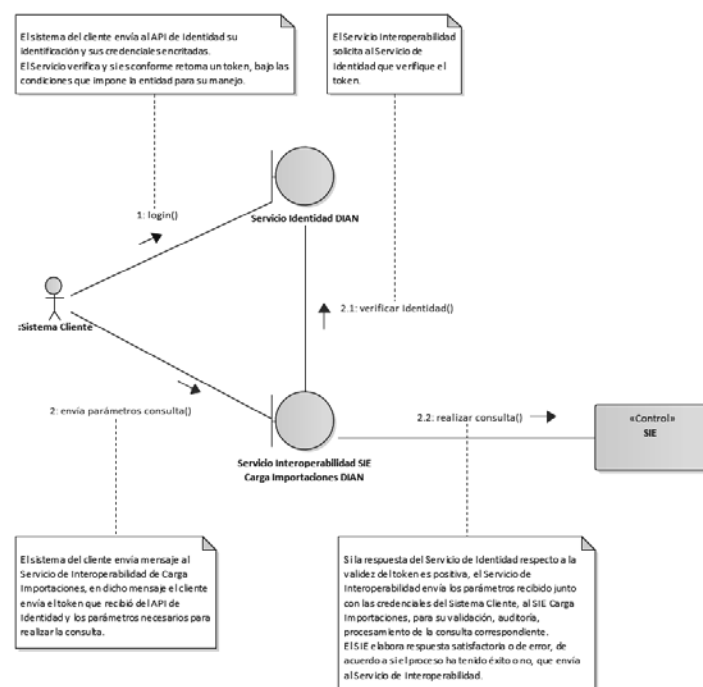 El sistema del cliente envía al API de Identidad su
identificación y sus credenciales encritadas.
El Servicio verifica y si es conforme retorna un token, bajo las
condiciones que impone la entidad para su manejo.
El Servicio Interoperabilidad
solicita al Servicio de
Identidad que verifique el
token.
1: login()
Servicio Identidad DIAN
2.1: verificar Identidad()
:Sistema Cliente
2: envía parámetros consulta()
2.2: realizar consulta()
«Control»
SIE
Servicio Interoperabilidad SIE
Carga Importaciones DIAN
El sistema del cliente envía mensaje al
Servicio de Interoperabilidad de Carga
Importaciones, en dicho mensaje el cliente
envía el token que recibió del API de
Identidad y los parámetros necesarios para
realizar la consulta.
Si la respuesta del Servicio de Identidad respecto a la
validez del token es positiva, el Servicio de
Interoperabilidad envía los parámetros recibido junto
con las credenciales del Sistema Cliente, al SIE Carga
Importaciones, para su validación, auditoría,
procesamiento de la consulta correspondiente.
El SIE elabora respuesta satisfactoria o de error, de
acuerdo a si el proceso ha tenido éxito o no, que envía
al Servicio de Interoperabilidad.